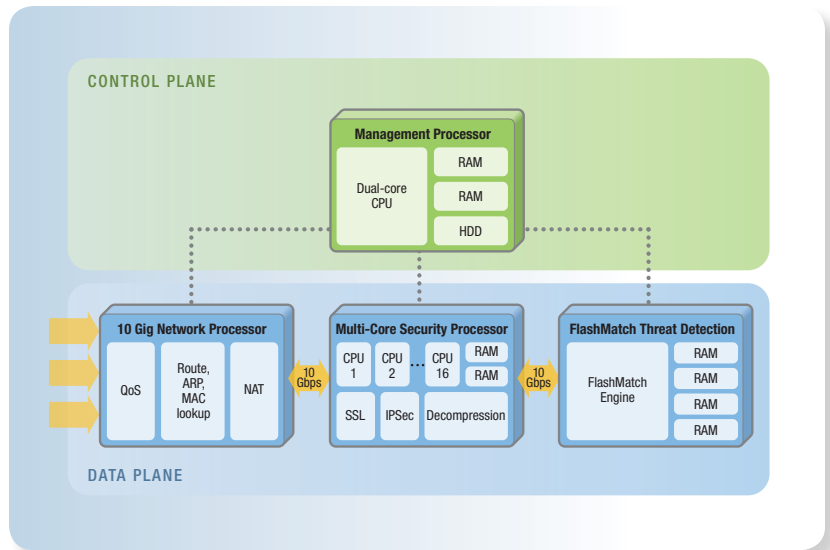 CONTROL PLANE
Management Processor
Dual-core
CPU
RAM
RAM
HDD
10 Gig Network Processor
QoS
Route,
ARP,
MAC
lookup
NAT
10
Gbps
Multi-Core Security Processor
CPU
1
CPU
2
...
CPU
16
RAM
RAM
SSL
IPSec
Decompression
10
Gbps
FlashMatch Threat Detection
FlashMatch
Engine
RAM
RAM
RAM
RAM
DATA PLANE